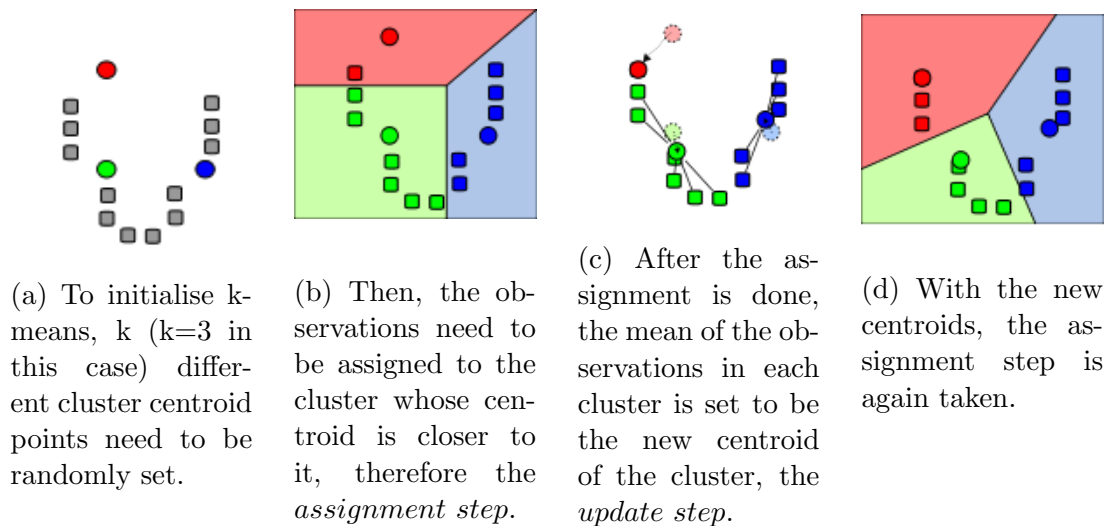 (a) To initialise k-
means, k (k=3 in
this case) differ-
ent cluster centroid
points need to be
randomly set.
(b) Then, the ob-
servations need to
be assigned to the
cluster whose cen-
troid is closer to
it, therefore the
assignment step.
(c) After the as-
signment is done,
the mean of the ob-
servations in each
cluster is set to be
the new centroid
of the cluster, the
update step.
(d) With the new
centroids, the as-
signment step is
again taken.